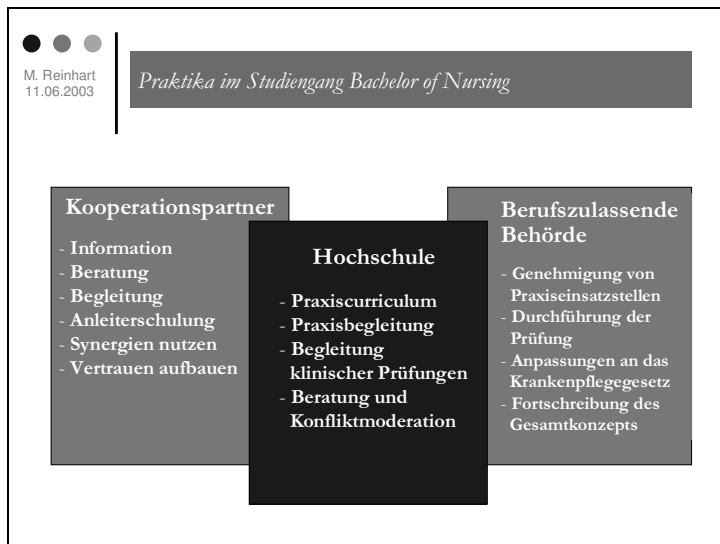 M. Reinhart
11.06.2003
Praktika im Studiengang Bachelor of Nursing
Kooperationspartner
- Information
- Beratung
- Begleitung
- Anleiterschulung
- Synergien nutzen
- Vertrauen aufbauen
Hochschule
- Praxiscurriculum
- Praxisbegleitung
- Begleitung
klinischer Prüfungen
- Beratung und
Konfliktmoderation
Berufszulassende
Behörde
- Genehmigung von
Praxiseinsatzstellen
- Durchführung der
Prüfung
- Anpassungen an das
Krankenpflegegesetz
- Fortschreibung des
Gesamtkonzepts